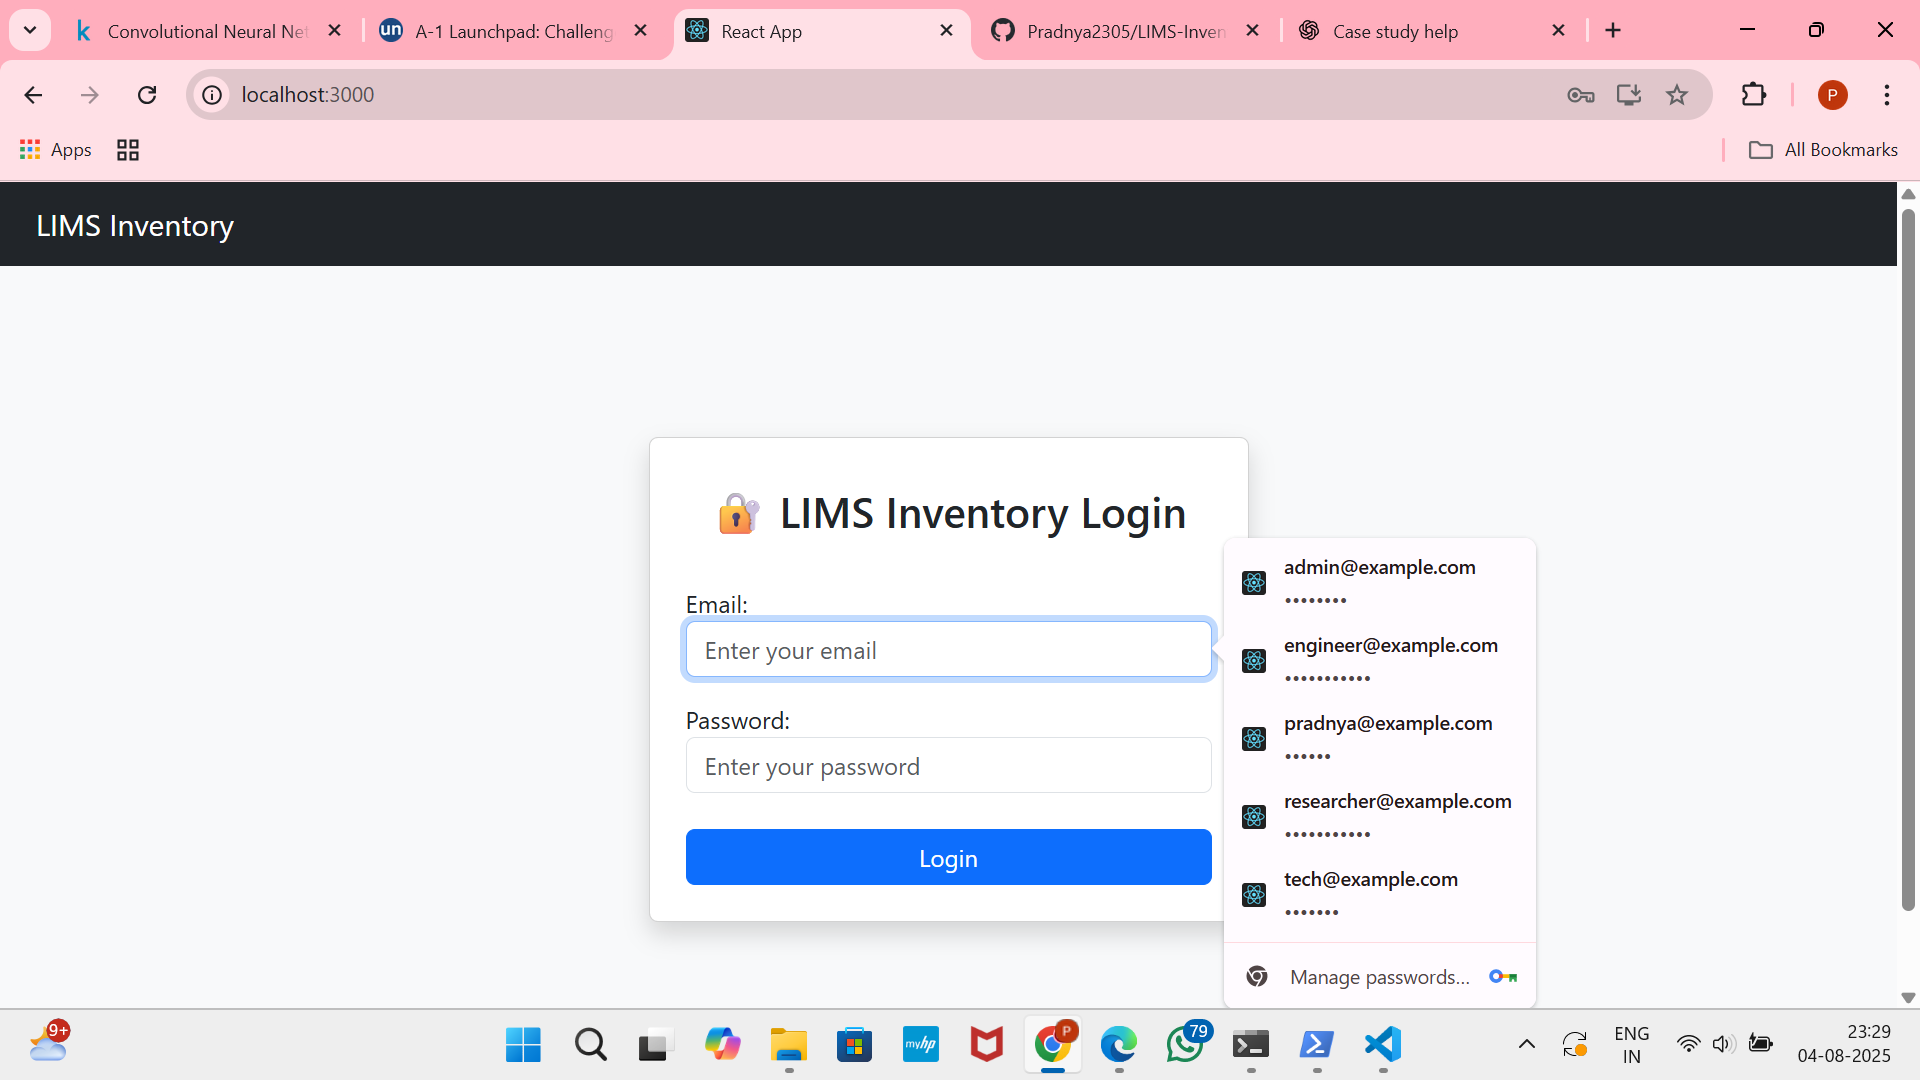 Convolutional Neural Net
A-1 Launchpad: Challeng
React App
Pradnya2305/LIMS-Inven
Case study help
localhost:3000
P
Apps
All Bookmarks
LIMS Inventory
LIMS Inventory Login
Email:
Enter your email
Password:
Enter your password
Login
admin@example.com
••••••••
engineer@example.com
•••••••••••
pradnya@example.com
••••••
researcher@example.com
•••••••••••
tech@example.com
•••••••
Manage passwords...
9+
myhp
P
79
ENG
IN
23:29
04-08-2025